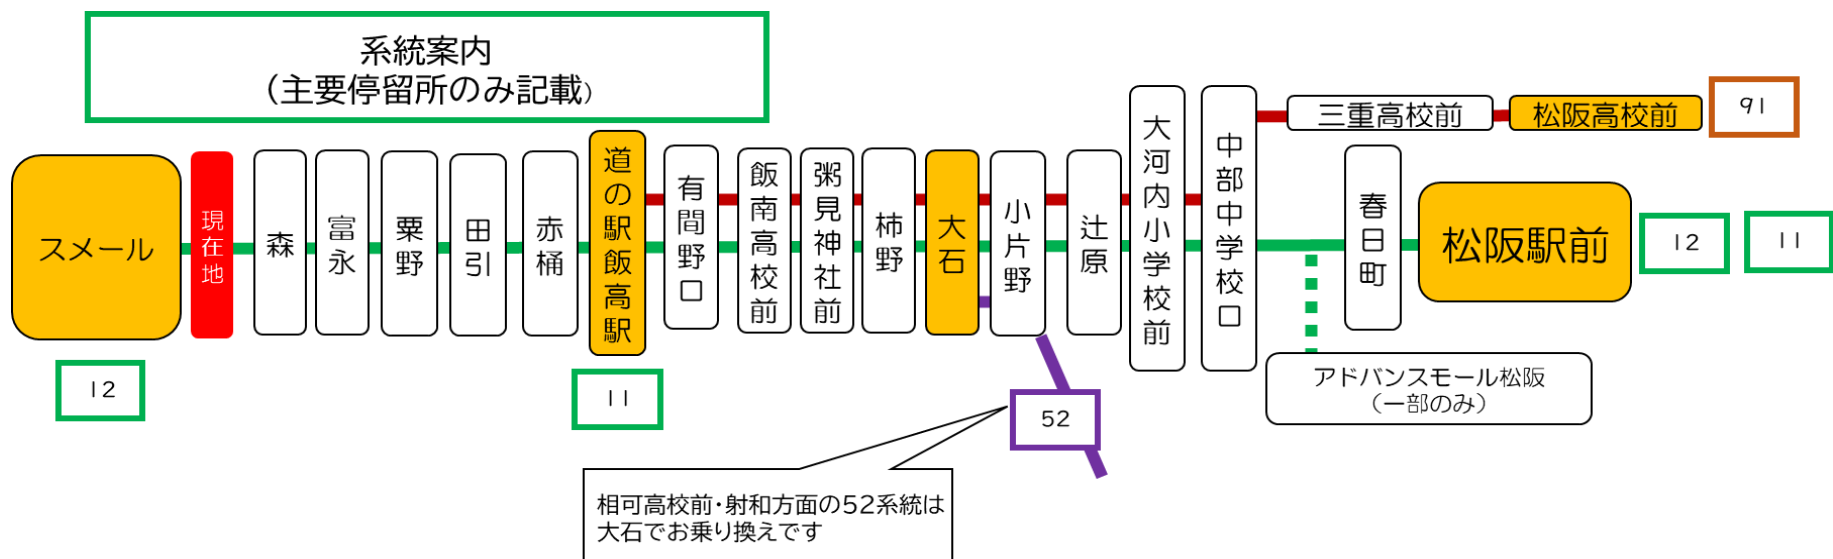 系統案内
（主要停留所のみ記載）
スメール
現在地
森
富永
粟野
田引
赤桶
道の駅飯高駅
有間野口
飯南高校前
粥見神社前
柿野
大石
小片野
辻原
大河内小学校前
中部中学校口
三重高校前
松阪高校前
91
春日町
松阪駅前
12
11
アドバンスモール松阪
（一部のみ）
12
11
52
相可高校前・射和方面の52系統は
大石でお乗り換えです